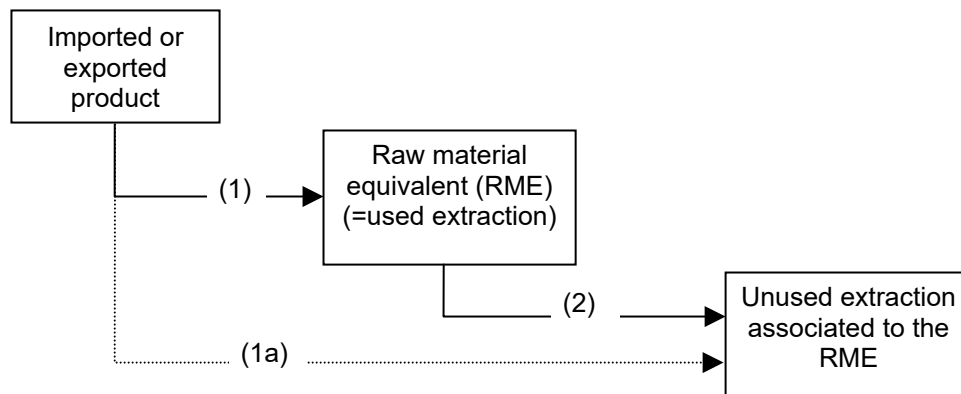 Imported or
exported
product
(1)
Raw material
equivalent (RME)
(=used extraction)
(2)
Unused extraction
associated to the
RME
(1a)